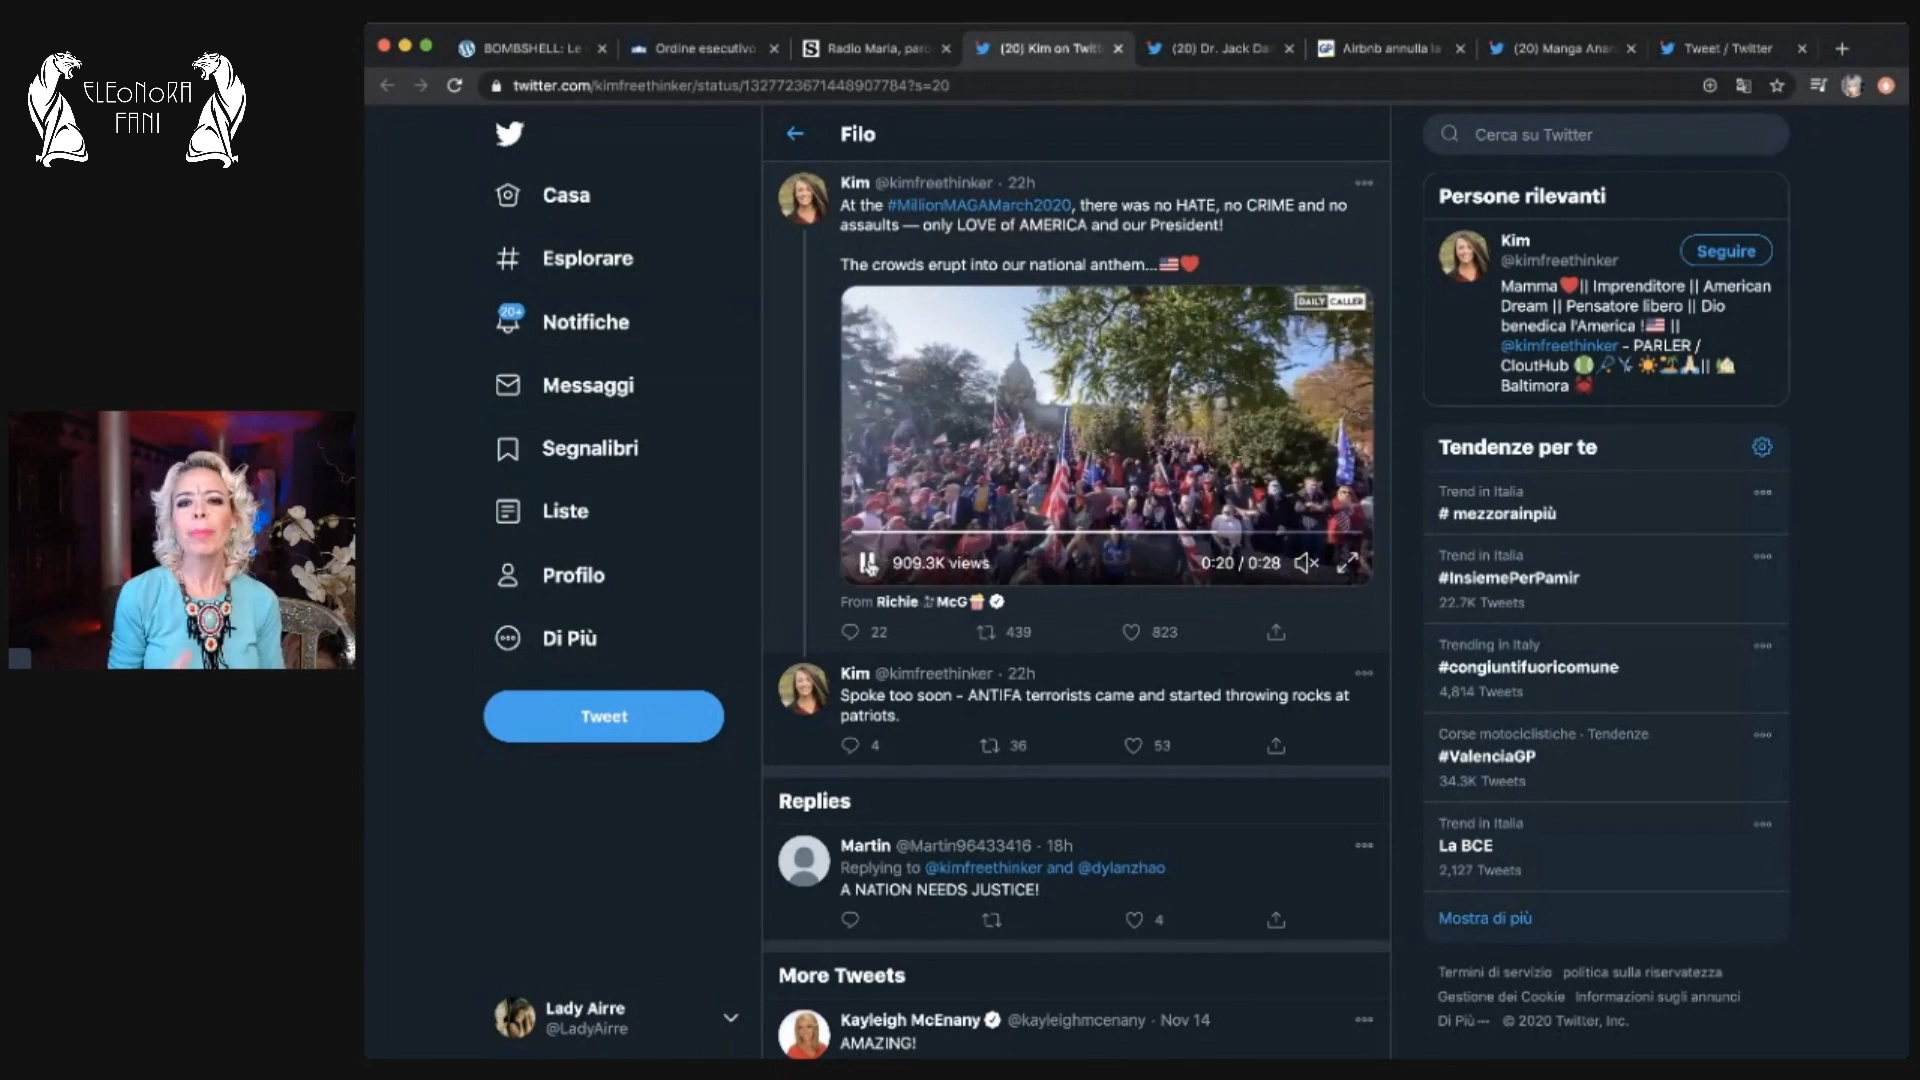 ELEONORA
FANI
BOMBSHELL: Le
Ordine esecutivo
Radio Maria, paro
(20) Kim on Twitt
(20) Dr. Jack Da
Airbnb annulla la
(20) Manga Anan
Tweet / Twitter
twitter.com/kimfreethinker/status/1327723671448907784?s=20
Casa
Esplorare
20+
Notifiche
Messaggi
Segnalibri
Liste
Profilo
Di Più
Tweet
Lady Airre
@LadyAirre
Filo
Kim @kimfreethinker · 22h
At the #MillionMAGAMarch2020, there was no HATE, no CRIME and no
assaults — only LOVE of AMERICA and our President!
The crowds erupt into our national anthem...🇺🇸❤️
DAILY CALLER
909.3K views
0:20 / 0:28
From Richie McG🍿
22 439 823
Kim @kimfreethinker · 22h
Spoke too soon - ANTIFA terrorists came and started throwing rocks at
patriots.
4 36 53
Replies
Martin @Martin96433416 · 18h
Replying to @kimfreethinker and @dylanzhao
A NATION NEEDS JUSTICE!
4
More Tweets
Kayleigh McEnany @kayleighmcenany · Nov 14
AMAZING!
Cerca su Twitter
Persone rilevanti
Kim
@kimfreethinker
Seguire
Mamma❤️|| Imprenditore || American
Dream || Pensatore libero || Dio
benedica l'America !🇺🇸 ||
@kimfreethinker - PARLER /
CloutHub
Baltimora 🦀
Tendenze per te
Trend in Italia
# mezzorainpiù
Trend in Italia
#InsiemePerPamir
22.7K Tweets
Trending in Italy
#congiuntifuoricomune
4,814 Tweets
Corse motociclistiche · Tendenze
#ValenciaGP
34.3K Tweets
Trend in Italia
La BCE
2,127 Tweets
Mostra di più
Termini di servizio politica sulla riservatezza
Gestione dei Cookie Informazioni sugli annunci
Di Più ··· © 2020 Twitter, Inc.